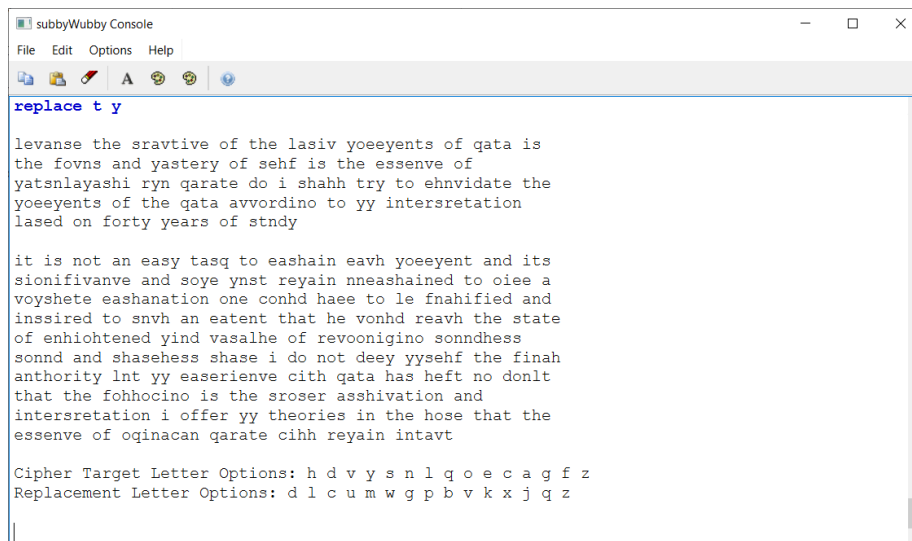 subbyWubby Console
File Edit Options Help
A
replace t y
levanse the sravtive of the lasiv yoeeyents of qata is
the fovns and yastery of sehf is the essenve of
yatsnlayashi ryn qarate do i shahh try to ehnvidate the
yoeeyents of the qata avvordino to yy intersretation
lased on forty years of stndy
it is not an easy tasq to eashain eavh yoeeyent and its
sionifivanve and soye ynst reyain nneashained to oiee a
voyshete eashanation one conhd haee to le fnahified and
inssired to snvh an eatent that he vonhd reavh the state
of enhiohtened yind vasalhe of revoonigino sonndhess
sonnd and shasehess shase i do not deey yysehf the finah
anthority lnt yy easerienve cith qata has heft no donlt
that the fohhocino is the sroser asshivation and
intersretation i offer yy theories in the hose that the
essenve of oqinacan qarate cihh reyain intavt
Cipher Target Letter Options: h d v y s n l q o e c a g f z
Replacement Letter Options: d l c u m w g p b v k x j q z